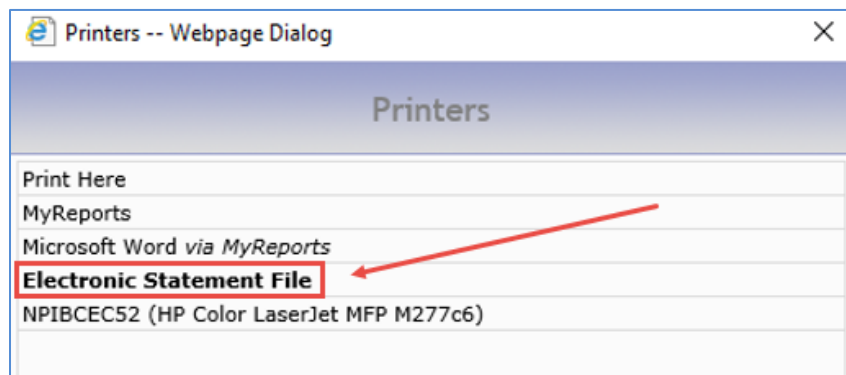 Printers -- Webpage Dialog
Printers
Print Here
MyReports
Microsoft Word via MyReports
Electronic Statement File
NPIBCEC52 (HP Color LaserJet MFP M277c6)